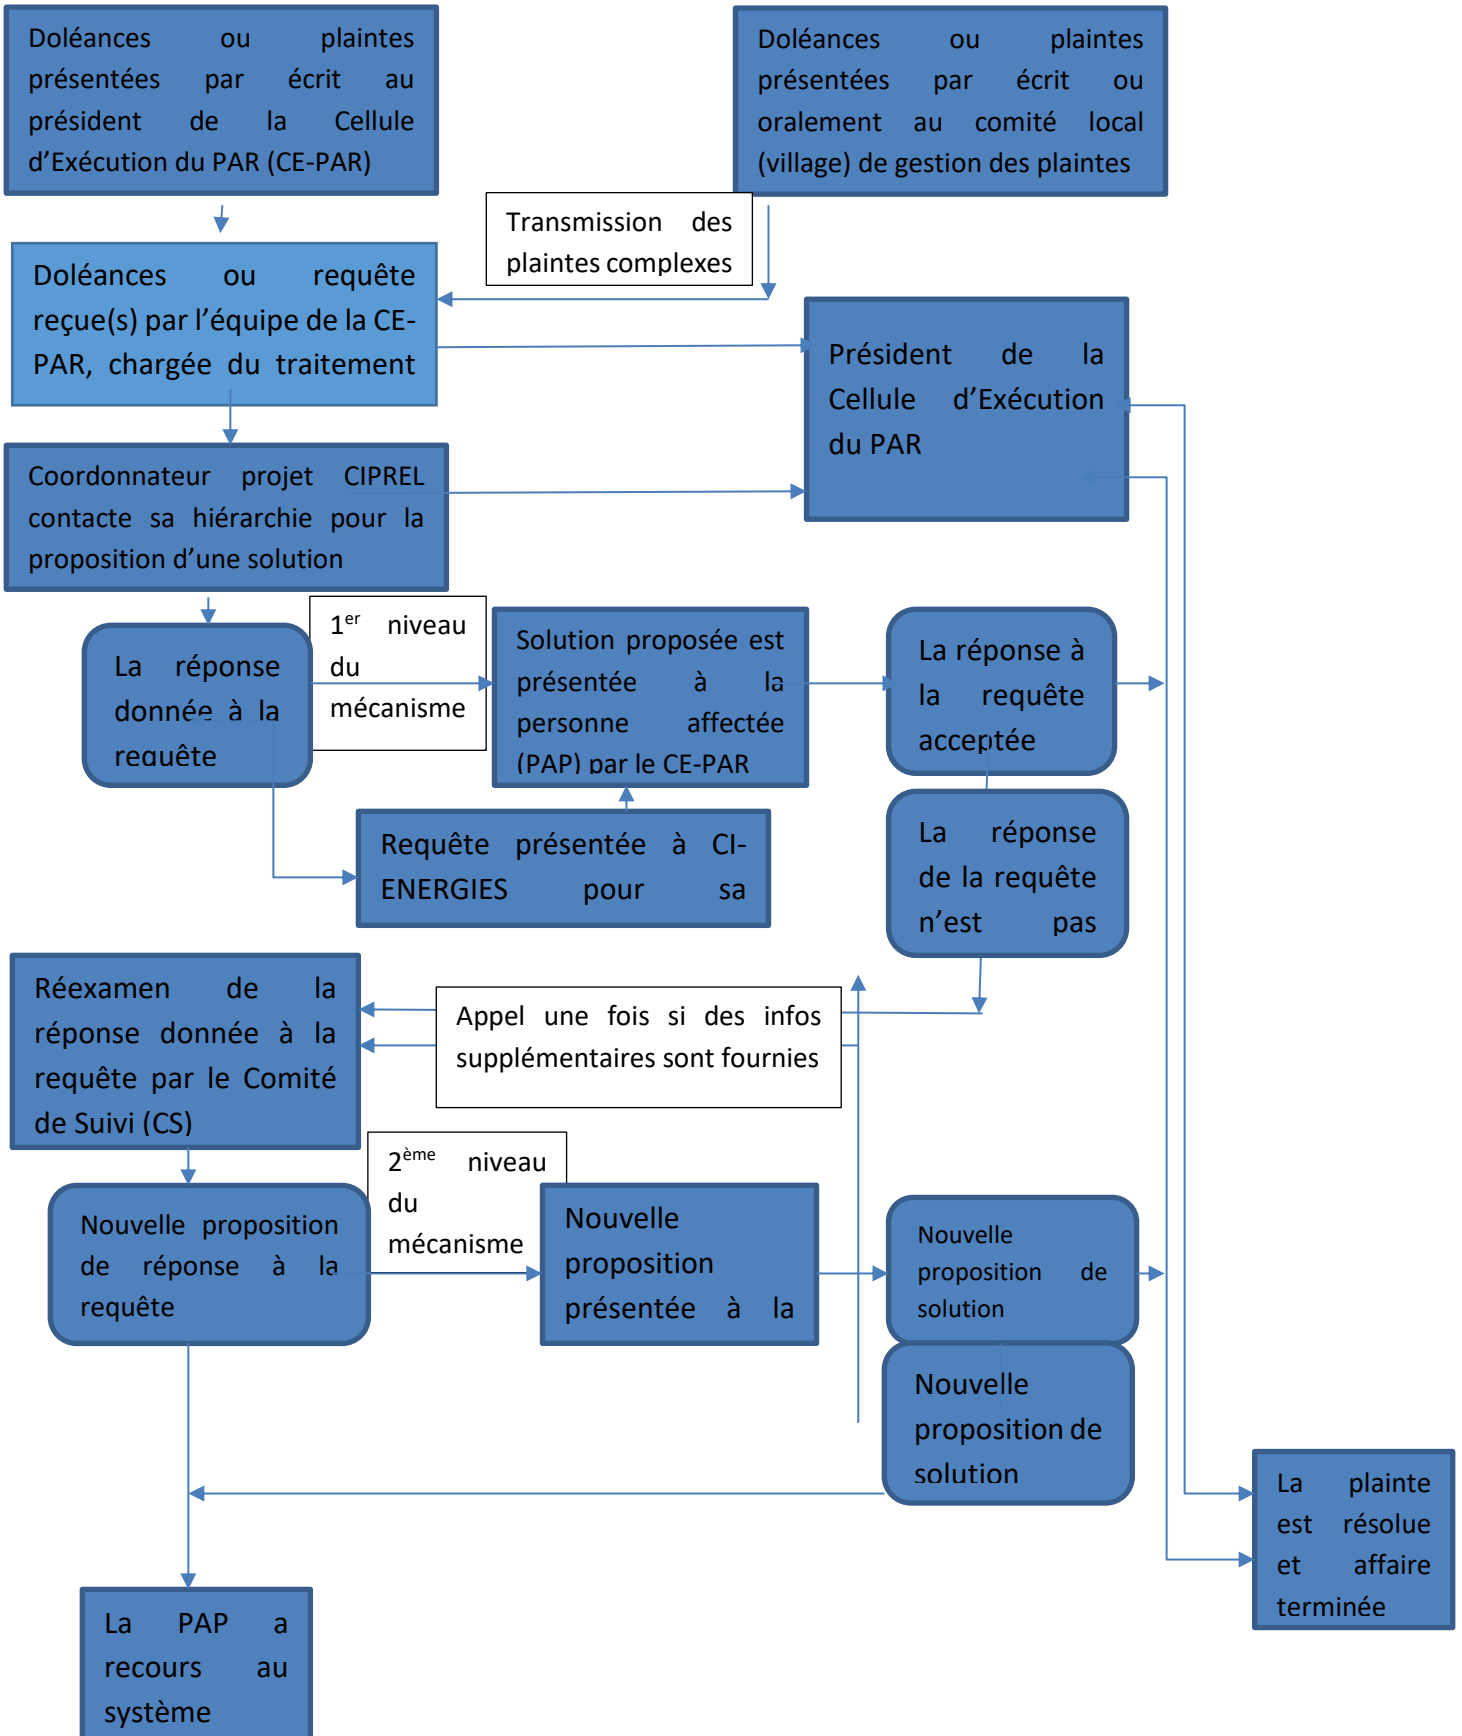 Doléances ou plaintes
présentées par écrit au
président de la Cellule
d’Exécution du PAR (CE-PAR)
Doléances ou plaintes
présentées par écrit ou
oralement au comité local
(village) de gestion des plaintes
Transmission des
plaintes complexes
Doléances ou requête
reçue(s) par l’équipe de la CE-
PAR, chargée du traitement
Président de la
Cellule d’Exécution
du PAR
Coordonnateur projet CIPREL
contacte sa hiérarchie pour la
proposition d’une solution
La réponse
donnée à la
requête
1er niveau
du
mécanisme
Solution proposée est
présentée à la
personne affectée
(PAP) par le CE-PAR
La réponse à
la requête
acceptée
Requête présentée à CI-
ENERGIES pour sa
La réponse
de la requête
n’est pas
Réexamen de la
réponse donnée à la
requête par le Comité
de Suivi (CS)
Appel une fois si des infos
supplémentaires sont fournies
2ème niveau
du
mécanisme
Nouvelle proposition
de réponse à la
requête
Nouvelle
proposition
présentée à la
Nouvelle
proposition de
solution
Nouvelle
proposition de
solution
La plainte
est résolue
et affaire
terminée
La PAP a
recours au
système